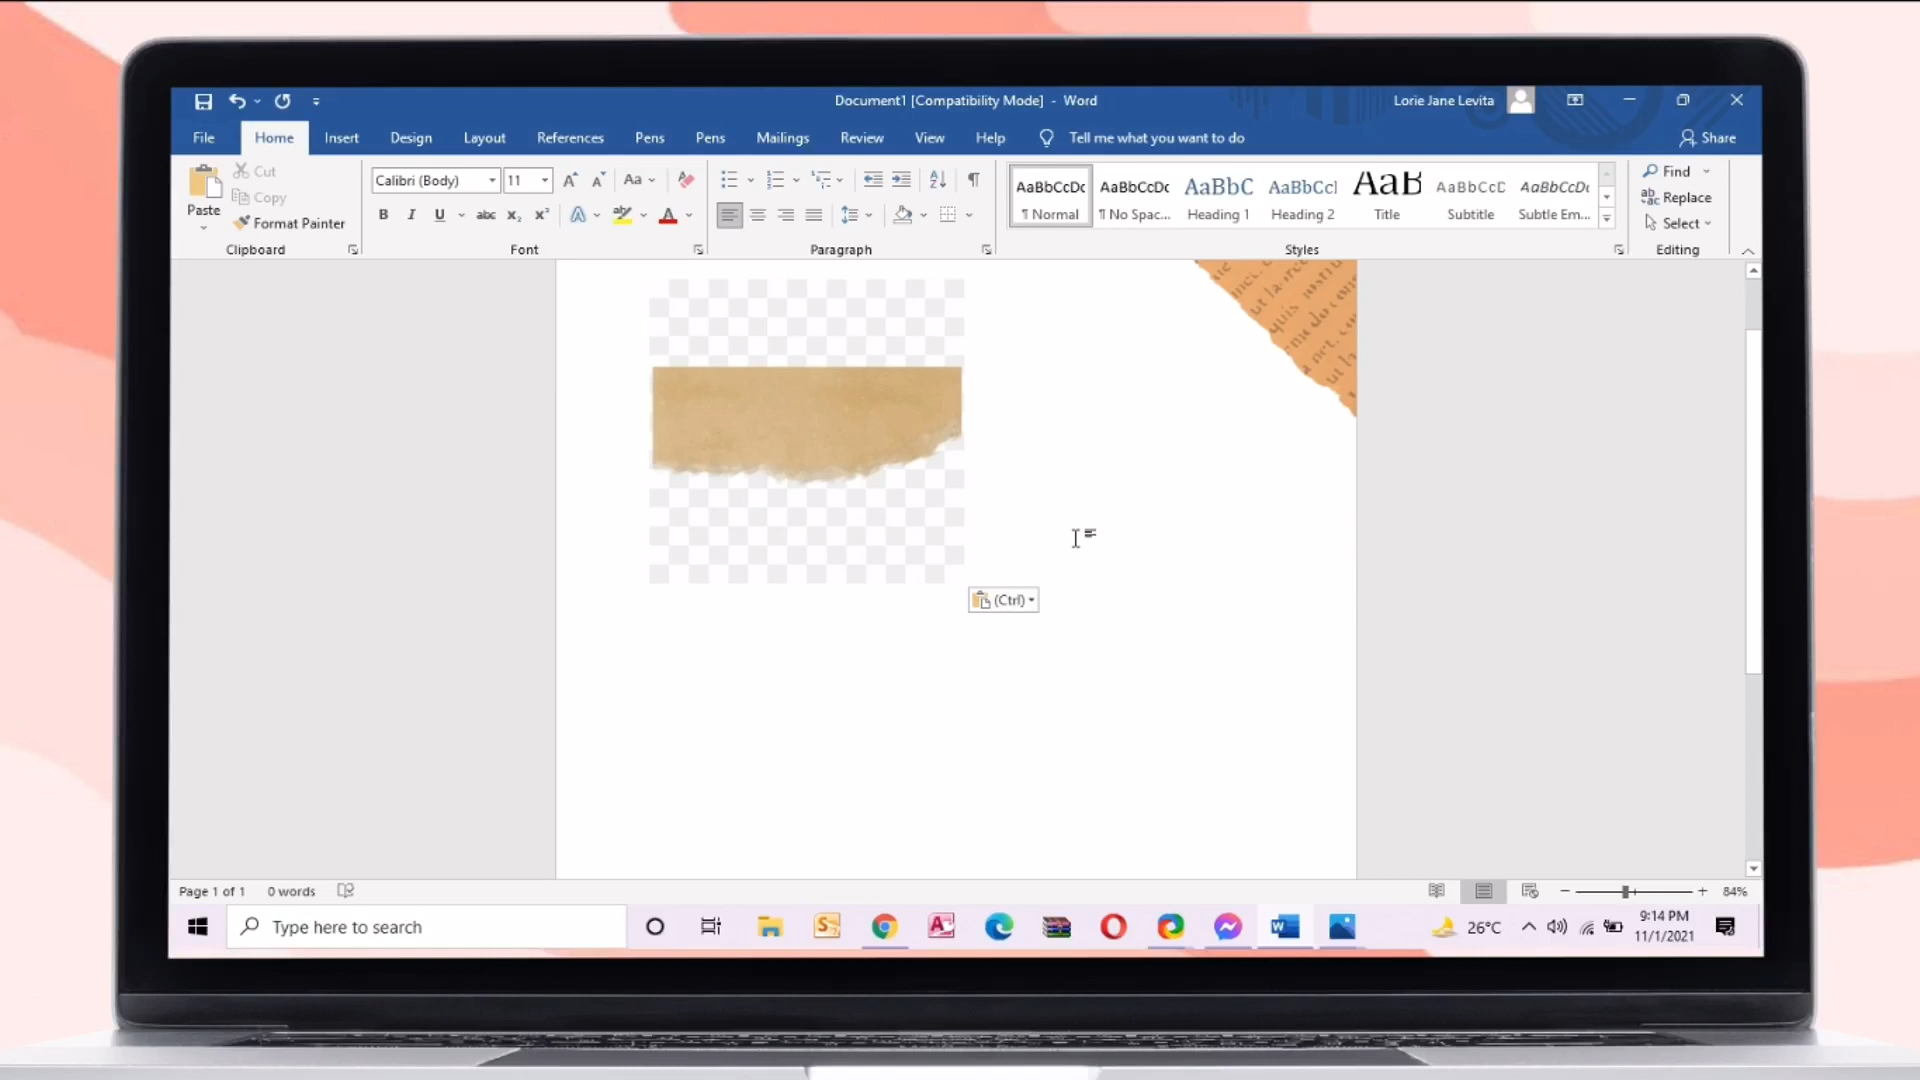 Document1 [Compatibility Mode] - Word
Lorie Jane Levita
File Home Insert Design Layout References Pens Pens Mailings Review View Help Tell me what you want to do Share
Paste
Cut
Copy
Format Painter
Clipboard
Calibri (Body) 11
Aa
B I U abc X₂ X² A A
Font
Paragraph
AaBbCcDc AaBbCcDc AaBbC AaBbCcl AaB AaBbCcD AaBbCcDt
¶ Normal ¶ No Spac... Heading 1 Heading 2 Title Subtitle Subtle Em...
Styles
Find
Replace
Select
Editing
(Ctrl)
Page 1 of 1 0 words
84%
Type here to search
26°C
9:14 PM
11/1/2021